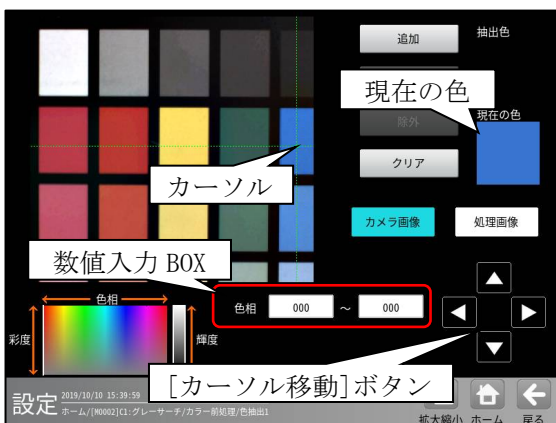 追加
抽出色
現在の色
除外
現在の色
クリア
カーソル
カメラ画像
処理画像
数値入力 BOX
色相
彩度
輝度
色相 000 ～ 000
[カーソル移動]ボタン
設定
2019/10/10 15:39:59
ホーム/[M0002]C1:グレーサーチ/カラー前処理/色抽出1
拡大縮小 ホーム 戻る